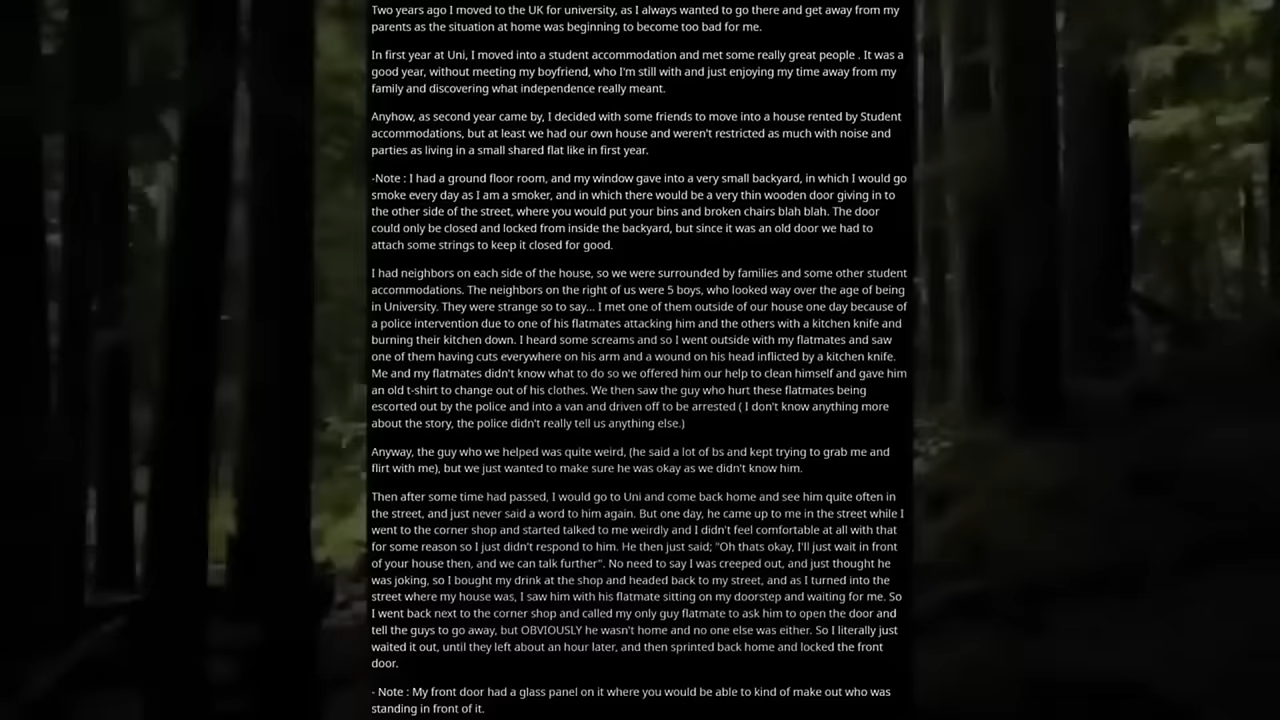 Two years ago I moved to the UK for university, as I always wanted to go there and get away from my
parents as the situation at home was beginning to become too bad for me.
In first year at Uni, I moved into a student accommodation and met some really great people . It was a
good year, without meeting my boyfriend, who I'm still with and just enjoying my time away from my
family and discovering what independence really meant.
Anyhow, as second year came by, I decided with some friends to move into a house rented by Student
accommodations, but at least we had our own house and weren't restricted as much with noise and
parties as living in a small shared flat like in first year.
-Note : I had a ground floor room, and my window gave into a very small backyard, in which I would go
smoke every day as I am a smoker, and in which there would be a very thin wooden door giving in to
the other side of the street, where you would put your bins and broken chairs blah blah. The door
could only be closed and locked from inside the backyard, but since it was an old door we had to
attach some strings to keep it closed for good.
I had neighbors on each side of the house, so we were surrounded by families and some other student
accommodations. The neighbors on the right of us were 5 boys, who looked way over the age of being
in University. They were strange so to say... I met one of them outside of our house one day because of
a police intervention due to one of his flatmates attacking him and the others with a kitchen knife and
burning their kitchen down. I heard some screams and so I went outside with my flatmates and saw
one of them having cuts everywhere on his arm and a wound on his head inflicted by a kitchen knife.
Me and my flatmates didn't know what to do so we offered him our help to clean himself and gave him
an old t-shirt to change out of his clothes. We then saw the guy who hurt these flatmates being
escorted out by the police and into a van and driven off to be arrested ( I don't know anything more
about the story, the police didn't really tell us anything else.)
Anyway, the guy who we helped was quite weird, (he said a lot of bs and kept trying to grab me and
flirt with me), but we just wanted to make sure he was okay as we didn't know him.
Then after some time had passed, I would go to Uni and come back home and see him quite often in
the street, and just never said a word to him again. But one day, he came up to me in the street while I
went to the corner shop and started talked to me weirdly and I didn't feel comfortable at all with that
for some reason so I just didn't respond to him. He then just said; "Oh thats okay, I'll just wait in front
of your house then, and we can talk further". No need to say I was creeped out, and just thought he
was joking, so I bought my drink at the shop and headed back to my street, and as I turned into the
street where my house was, I saw him with his flatmate sitting on my doorstep and waiting for me. So
I went back next to the corner shop and called my only guy flatmate to ask him to open the door and
tell the guys to go away, but OBVIOUSLY he wasn't home and no one else was either. So I literally just
waited it out, until they left about an hour later, and then sprinted back home and locked the front
door.
- Note : My front door had a glass panel on it where you would be able to kind of make out who was
standing in front of it.